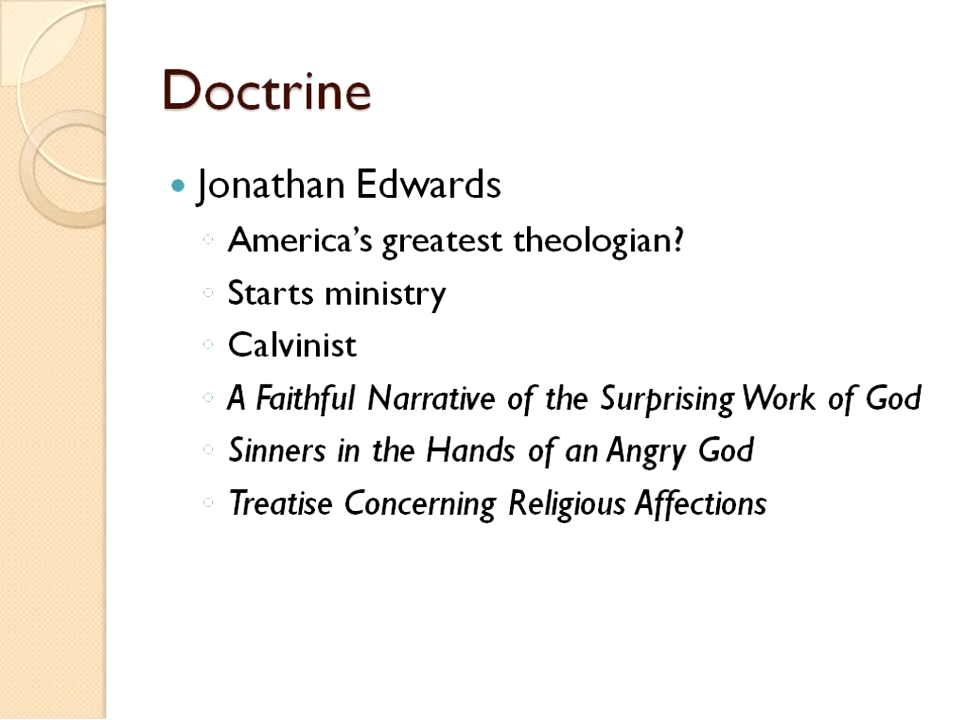 Doctrine
Jonathan Edwards
America's greatest theologian?
Starts ministry
Calvinist
A Faithful Narrative of the Surprising Work of God
Sinners in the Hands of an Angry God
Treatise Concerning Religious Affections